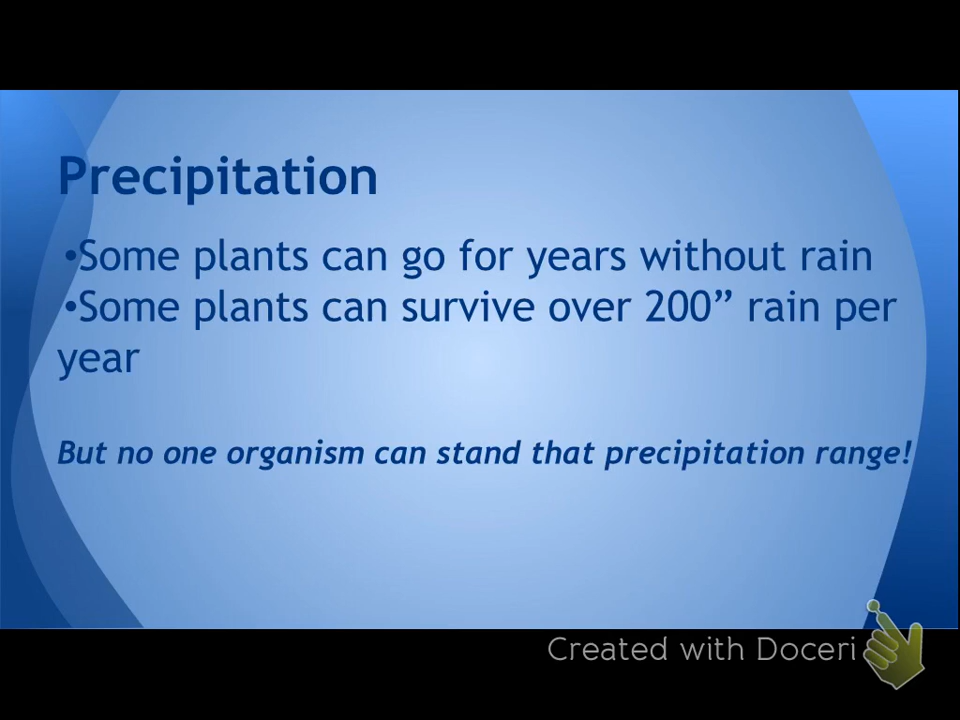 Precipitation
•Some plants can go for years without rain
•Some plants can survive over 200” rain per
year
But no one organism can stand that precipitation range!
Created with Doceri